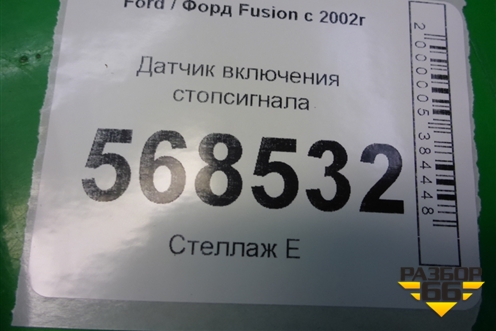 Ford / Форд Fusion с 2002г
Датчик включения
стопсигнала
568532
Стеллаж Е
2000005384448
РАЗБОР
66